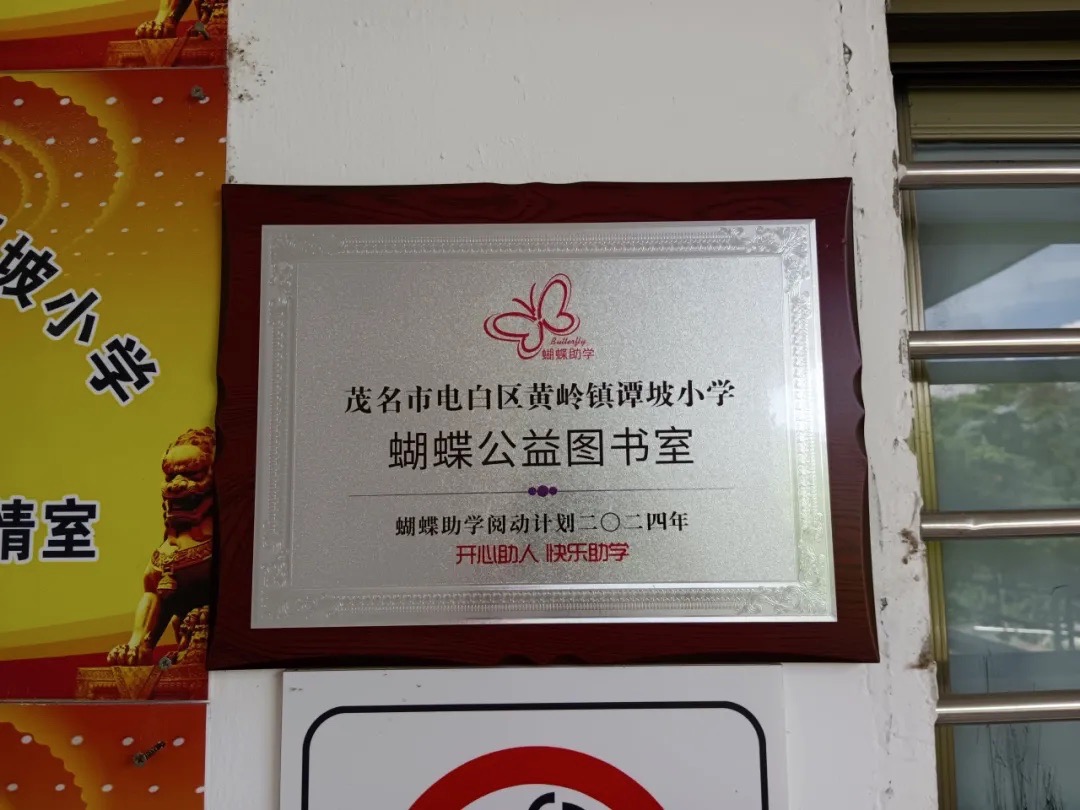 坡小学
情室
Butterfly
蝴蝶助学
茂名市电白区黄岭镇谭坡小学
蝴蝶公益图书室
蝴蝶助学阅动计划二〇二四年
开心助人 快乐助学